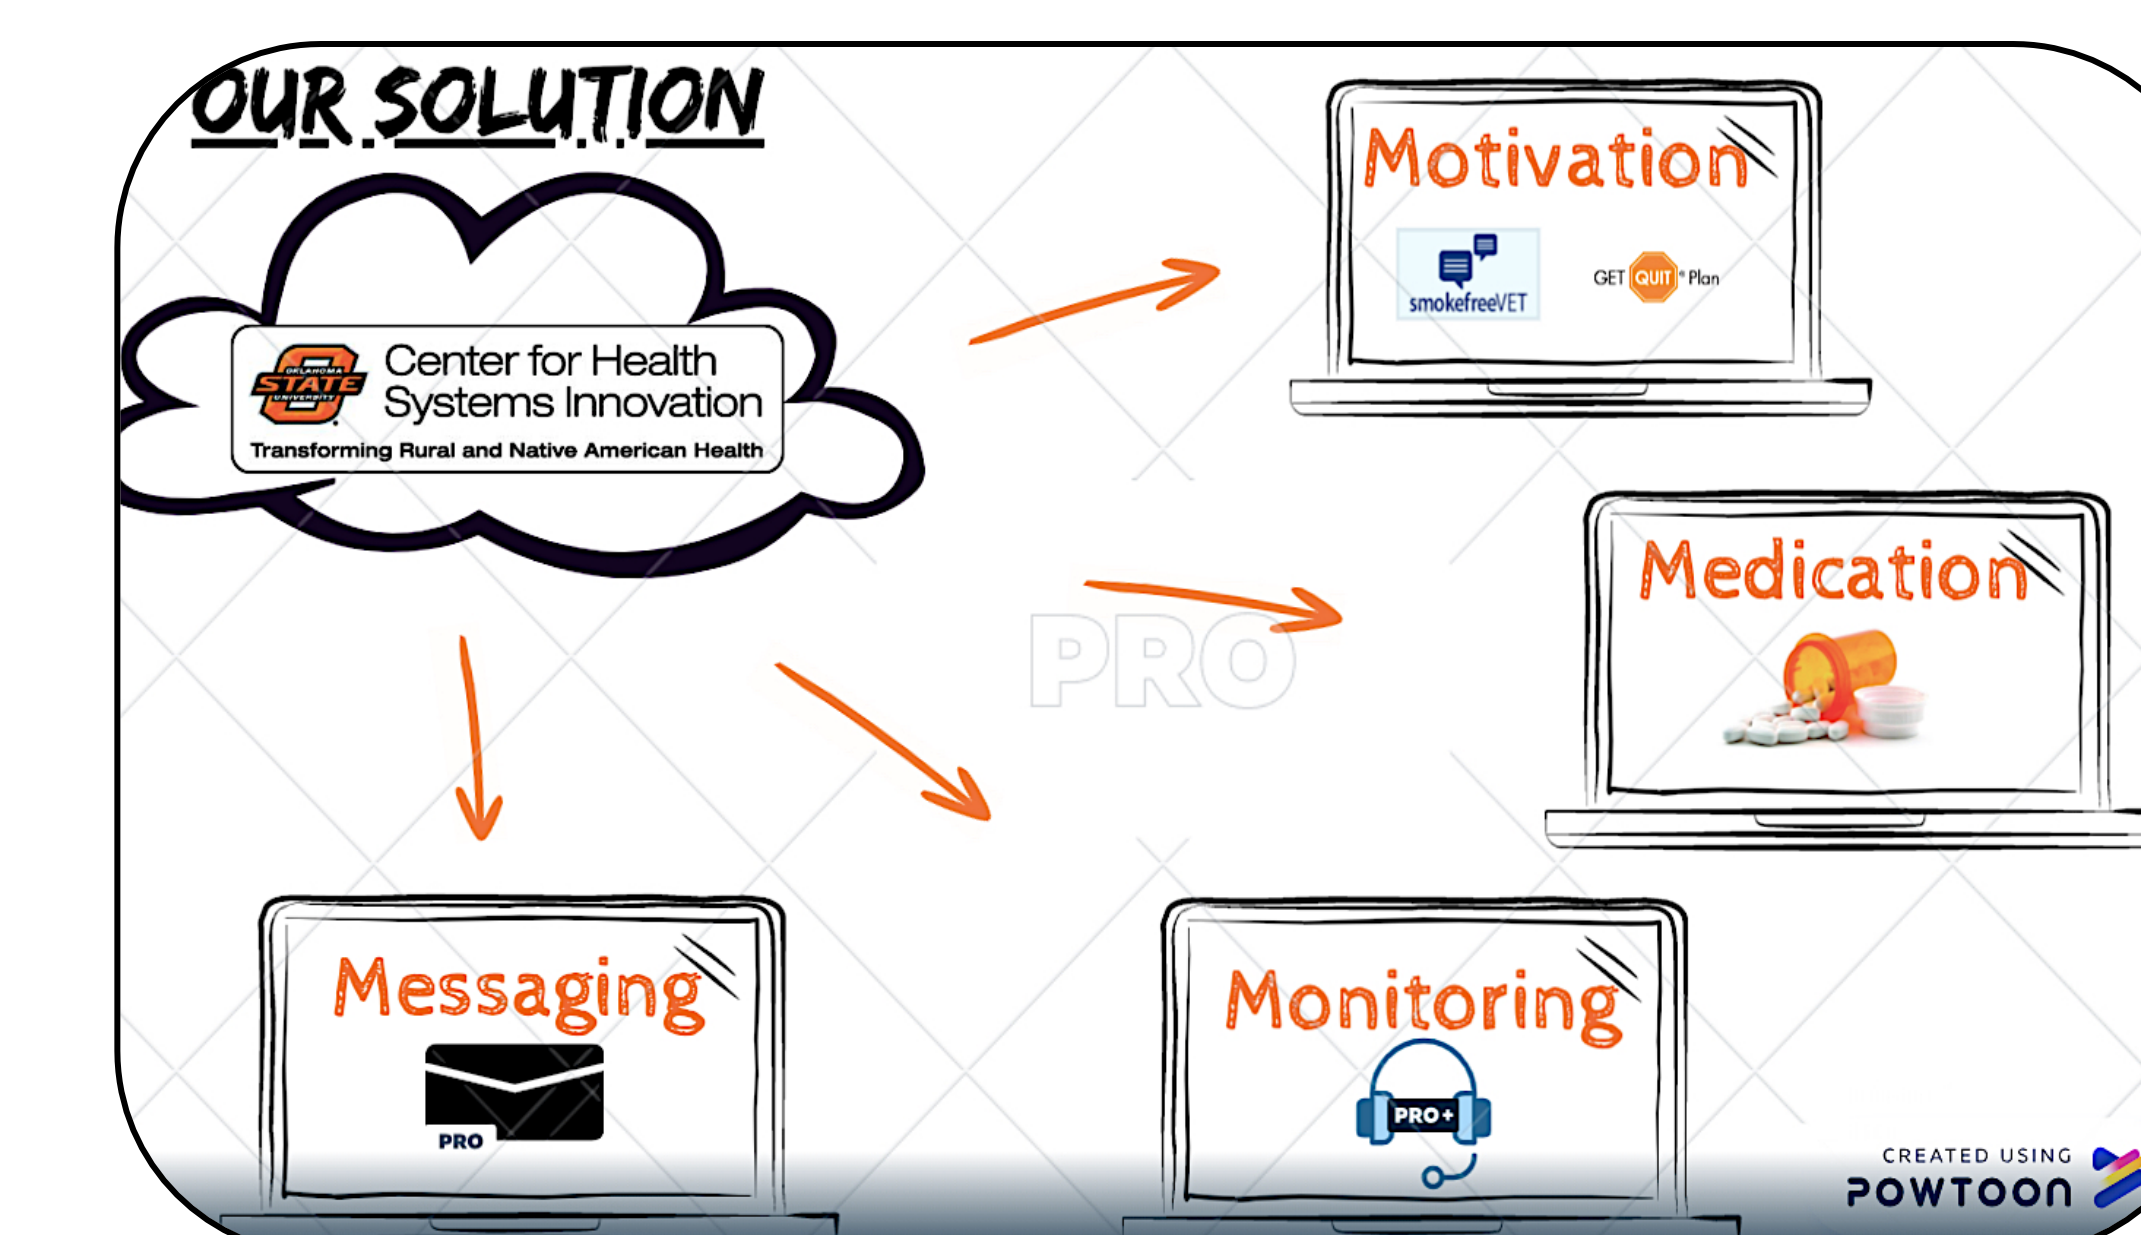 OUR SOLUTION
OKLAHOMA
STATE
UNIVERSITY
Center for Health
Systems Innovation
Transforming Rural and Native American Health
Motivation
smokefreeVET
GET QUIT® Plan
Medication
PRO
Messaging
PRO
Monitoring
PRO+
CREATED USING
POWTOON